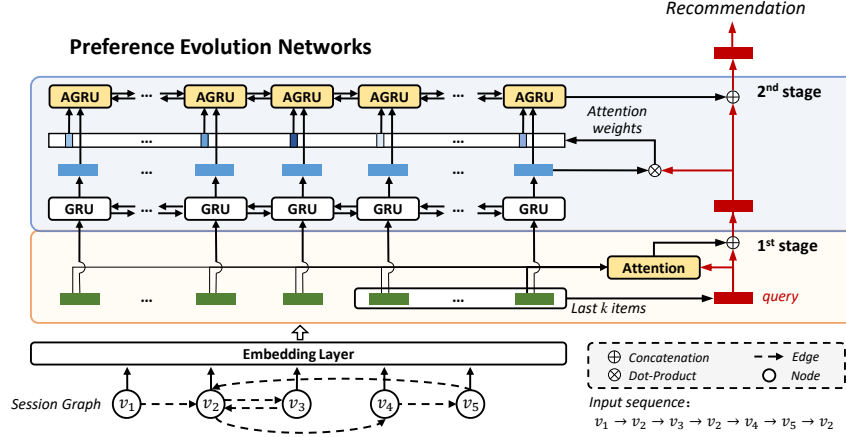 Recommendation
Preference Evolution Networks
AGRU ... AGRU AGRU AGRU ... AGRU
2nd stage
Attention
weights
... ...
... ...
GRU ... GRU GRU GRU ... GRU
1st stage
Attention
... ...
Last k items
query
Embedding Layer
Session Graph
v1 v2 v3 v4 v5
⊕ Concatenation
Edge
⊗ Dot-Product
Node
Input sequence:
v1 → v2 → v3 → v2 → v4 → v5 → v2